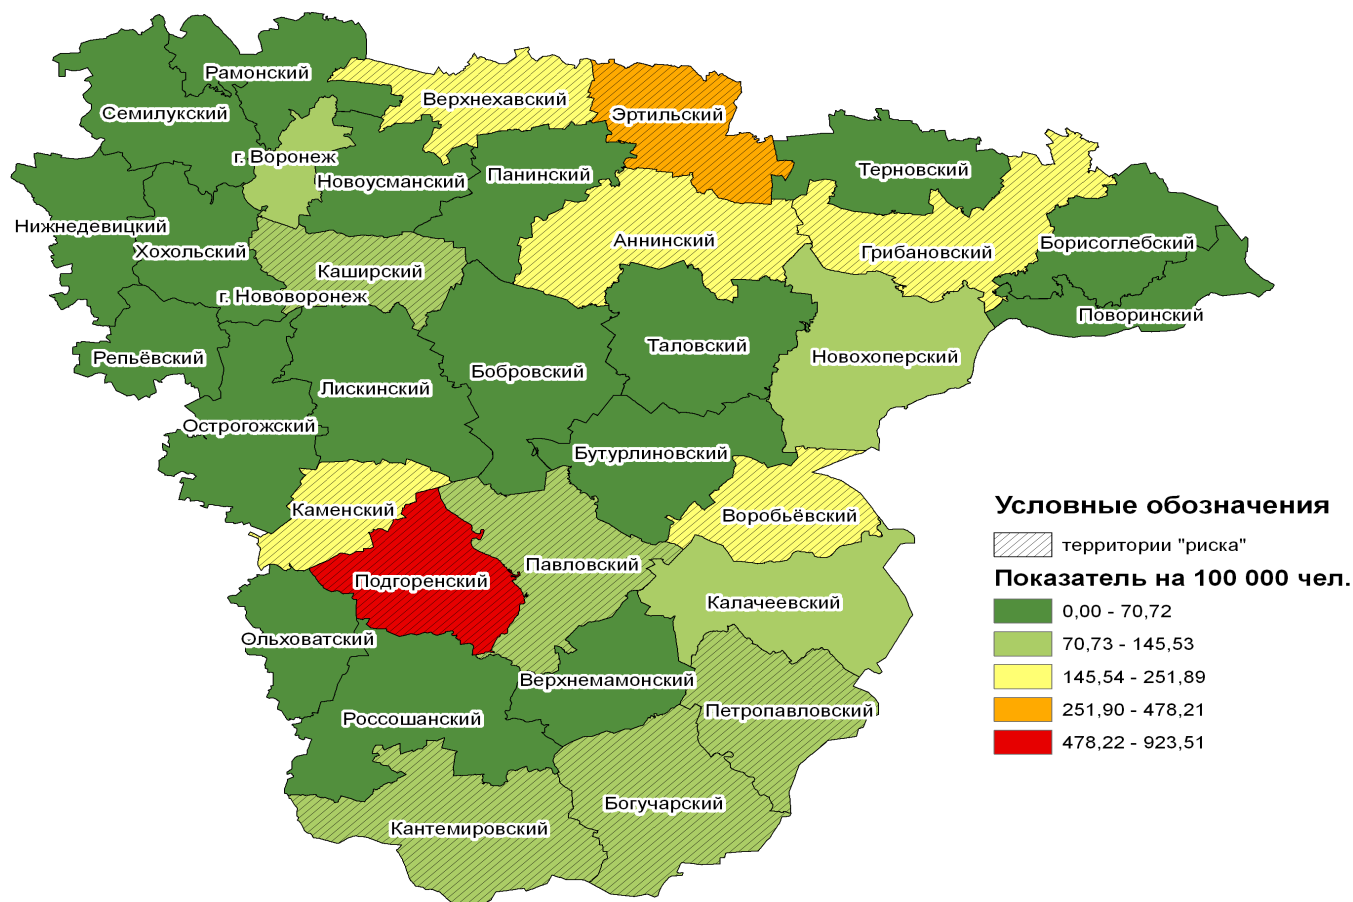 Рамонский
Семилукский
Верхнехавский
Эртильский
г. Воронеж
Новоусманский
Панинский
Терновский
Нижнедевицкий
Хохольский
Каширский
Аннинский
Грибановский
Борисоглебский
г. Нововоронеж
Поворинский
Репьёвский
Лискинский
Бобровский
Таловский
Новохоперский
Острогожский
Бутурлиновский
Каменский
Воробьёвский
Подгоренский
Павловский
Калачеевский
Ольховатский
Верхнемамонский
Россошанский
Петропавловский
Богучарский
Кантемировский
Условные обозначения
территории "риска"
Показатель на 100 000 чел.
0,00 - 70,72
70,73 - 145,53
145,54 - 251,89
251,90 - 478,21
478,22 - 923,51